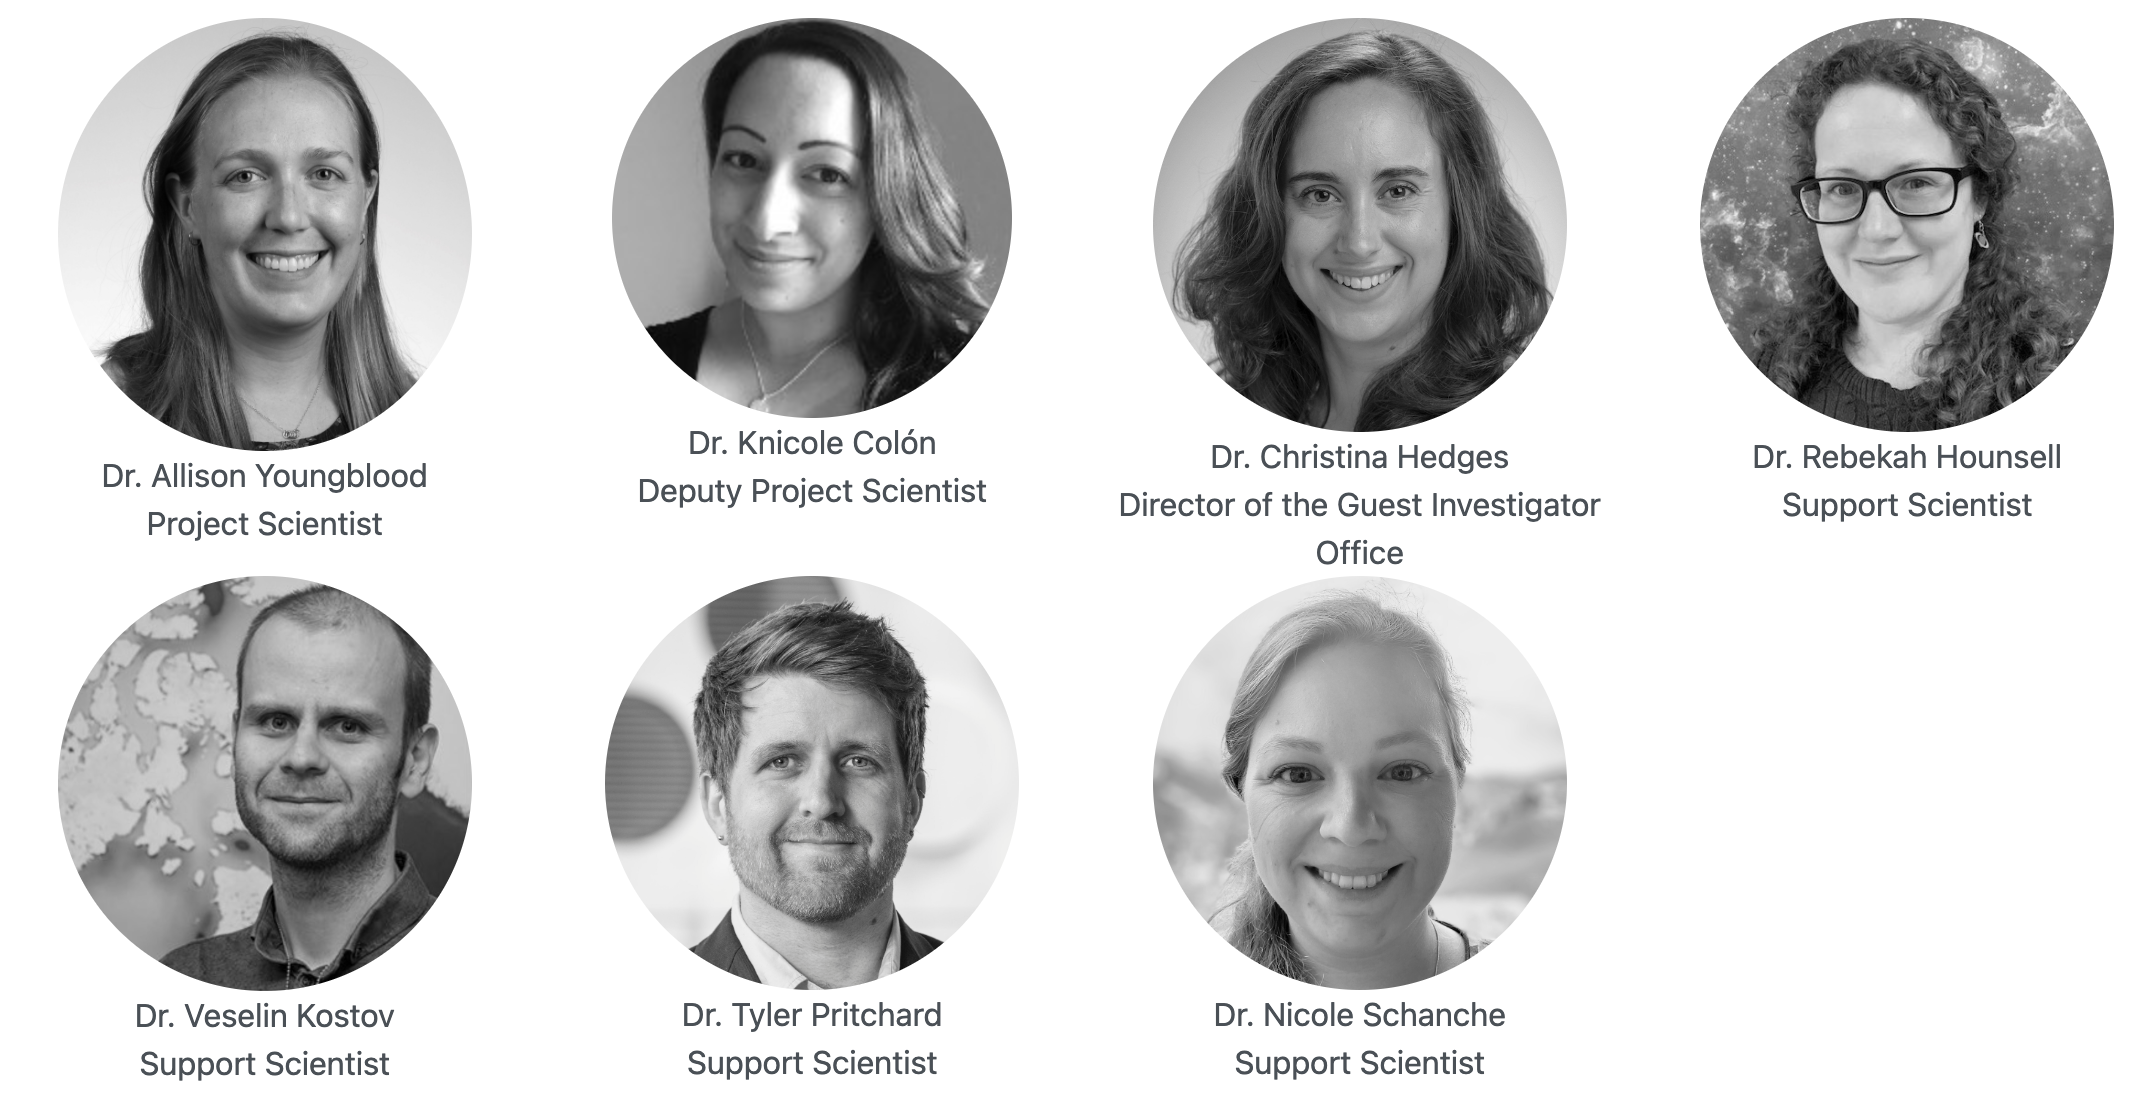 Dr. Allison Youngblood
Project Scientist
Dr. Knicole Colón
Deputy Project Scientist
Dr. Christina Hedges
Director of the Guest Investigator
Office
Dr. Rebekah Hounsell
Support Scientist
Dr. Veselin Kostov
Support Scientist
Dr. Tyler Pritchard
Support Scientist
Dr. Nicole Schanche
Support Scientist